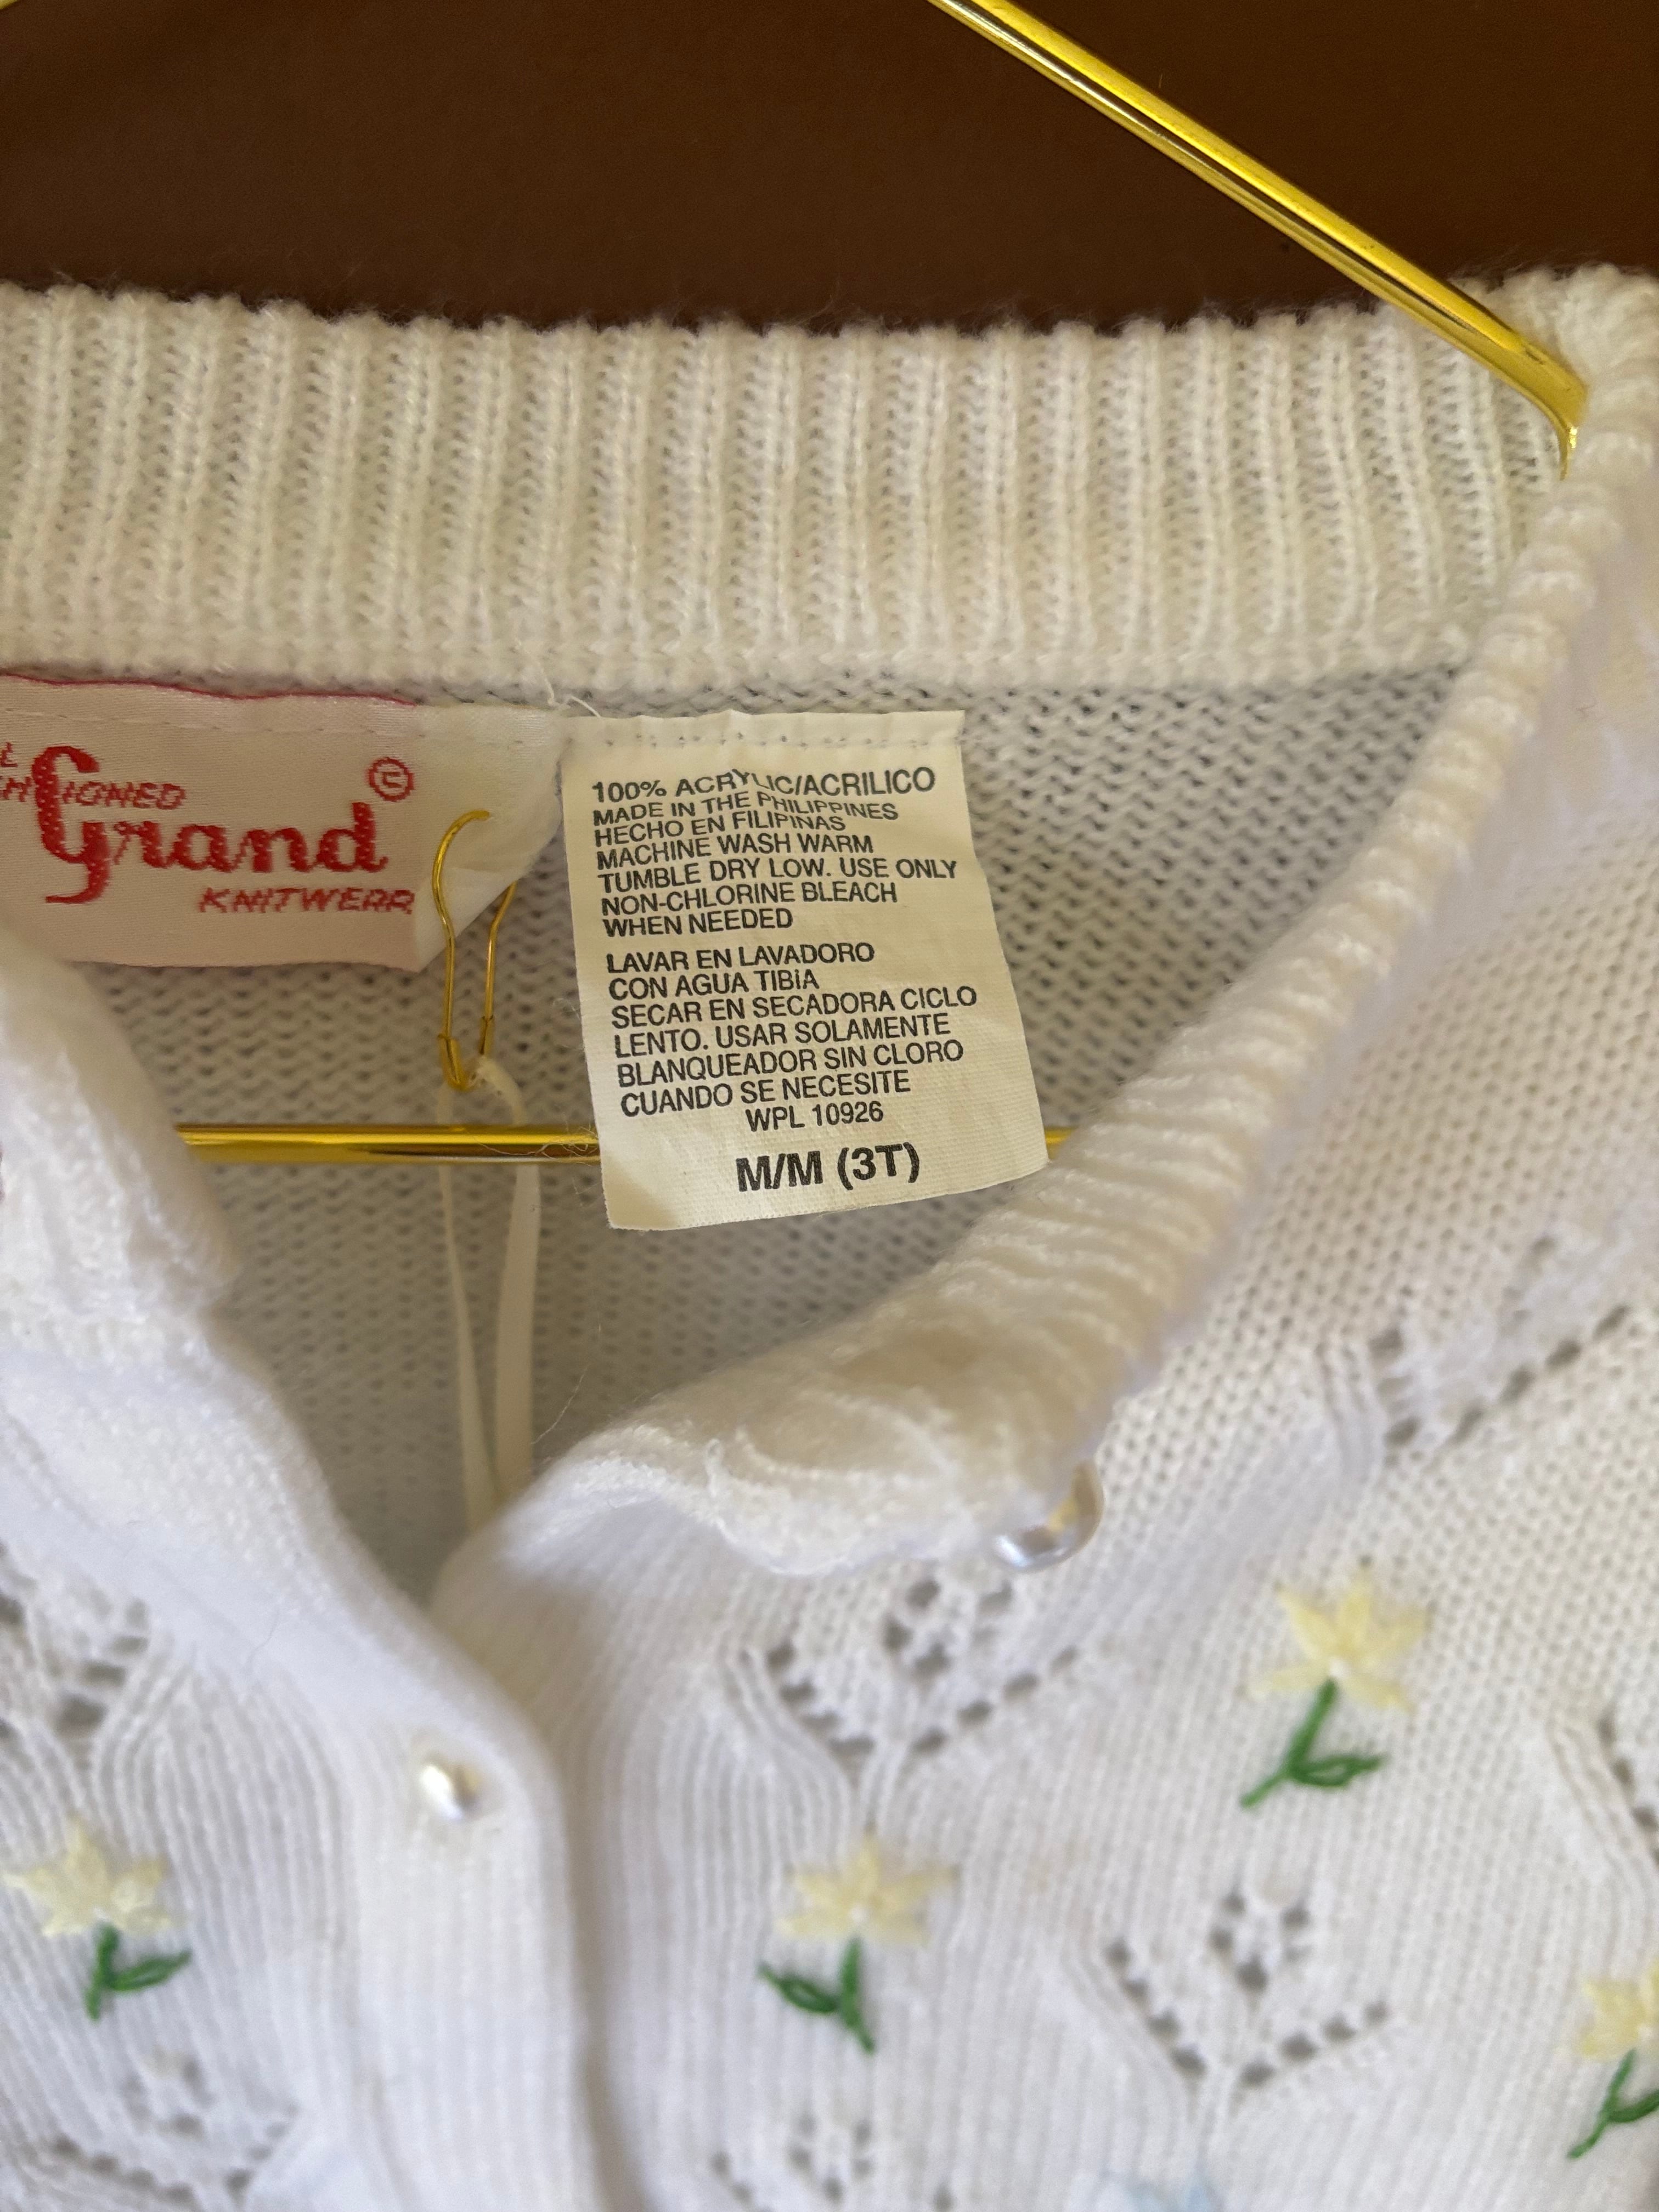 Grand
KNITWEAR
100% ACRYLIC/ACRILICO
MADE IN THE PHILIPPINES
HECHO EN FILIPINAS
MACHINE WASH WARM
TUMBLE DRY LOW. USE ONLY
NON-CHLORINE BLEACH
WHEN NEEDED
LAVAR EN LAVADORO
CON AGUA TIBIA
SECAR EN SECADORA CICLO
LENTO. USAR SOLAMENTE
BLANQUEADOR SIN CLORO
CUANDO SE NECESITE
WPL 10926
M/M (3T)